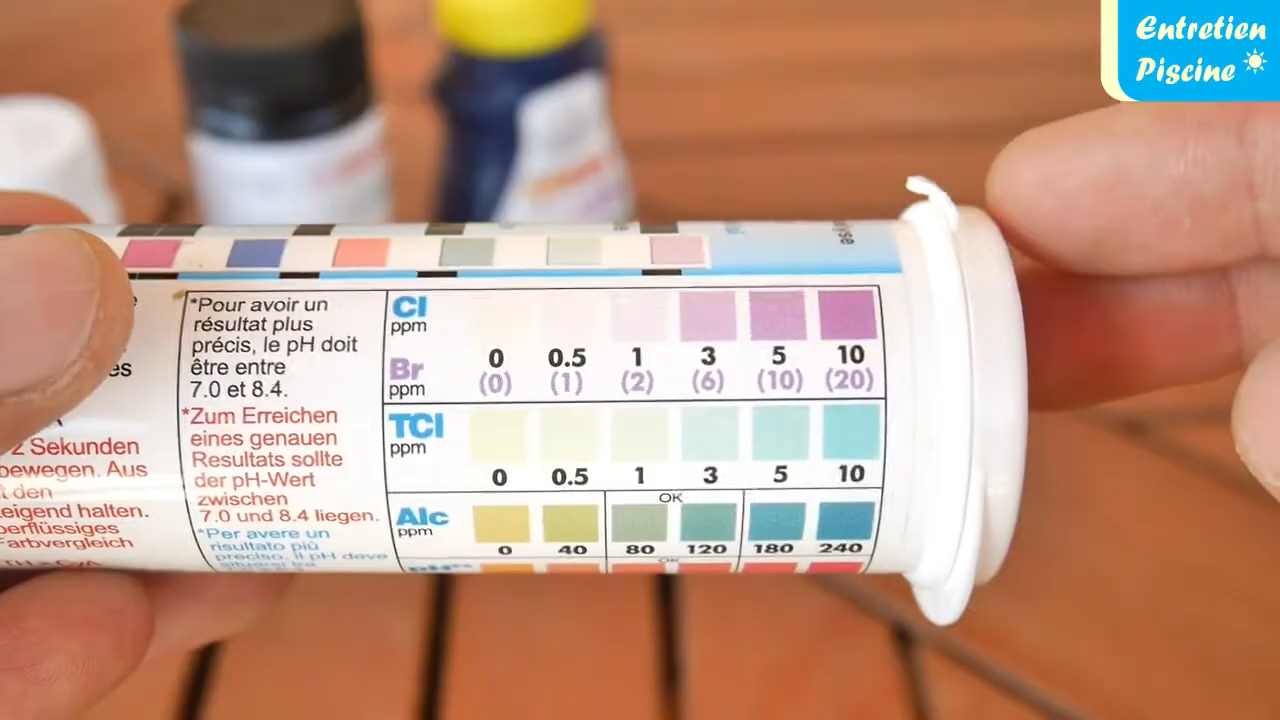 Entretien
Piscine
*Pour avoir un
résultat plus
précis, le pH doit
être entre
7.0 et 8.4.
*Zum Erreichen
eines genauen
Resultats sollte
der pH-Wert
zwischen
7.0 und 8.4 liegen.
*Per avere un
risultato più
preciso, il pH deve
2 Sekunden
bewegen. Aus
den
eigend halten.
Farbvergleich
Cl
ppm
Br
ppm
0 0.5 1 3 5 10
(0) (1) (2) (6) (10) (20)
TCl
ppm
0 0.5 1 3 5 10
OK
Alc
ppm
0 40 80 120 180 240
OK
pH